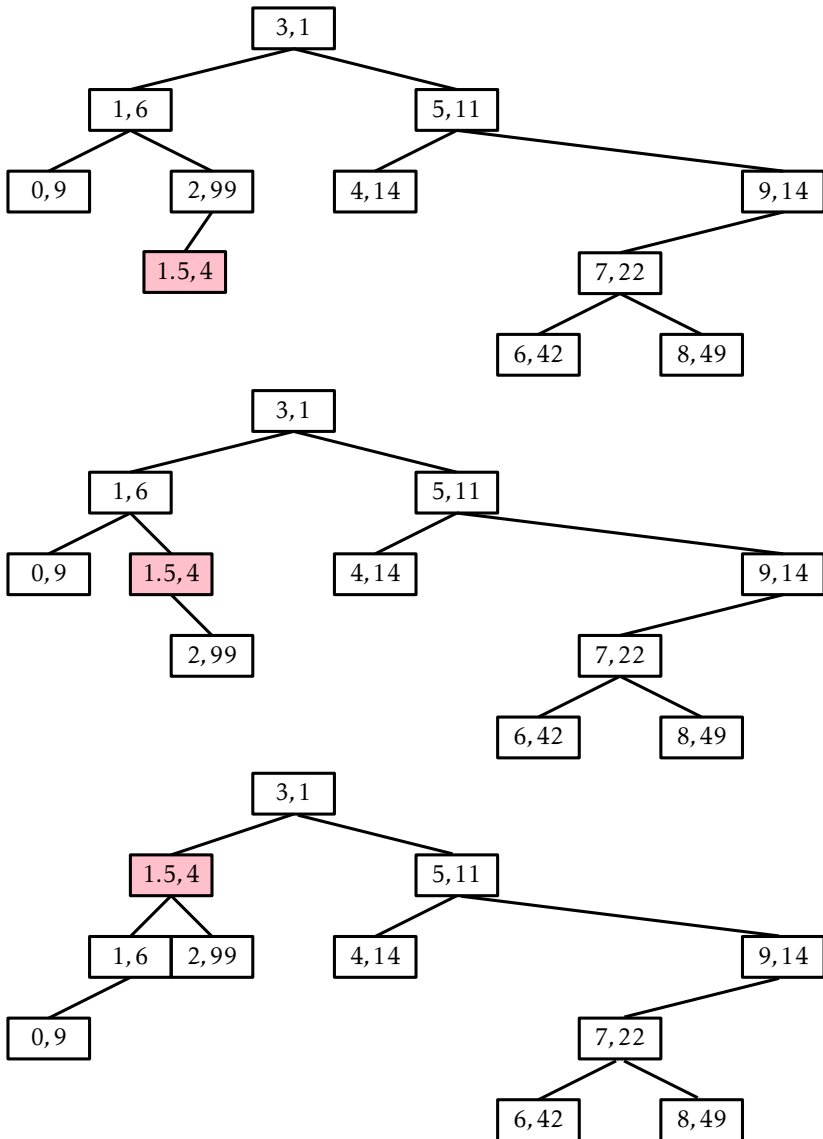 3, 1
1, 6 5, 11
0, 9 2, 99 4, 14 9, 14
1.5, 4 7, 22
6, 42 8, 49
3, 1
1, 6 5, 11
0, 9 1.5, 4 4, 14 9, 14
2, 99 7, 22
6, 42 8, 49
3, 1
1.5, 4 5, 11
1, 6 2, 99 4, 14 9, 14
0, 9 7, 22
6, 42 8, 49